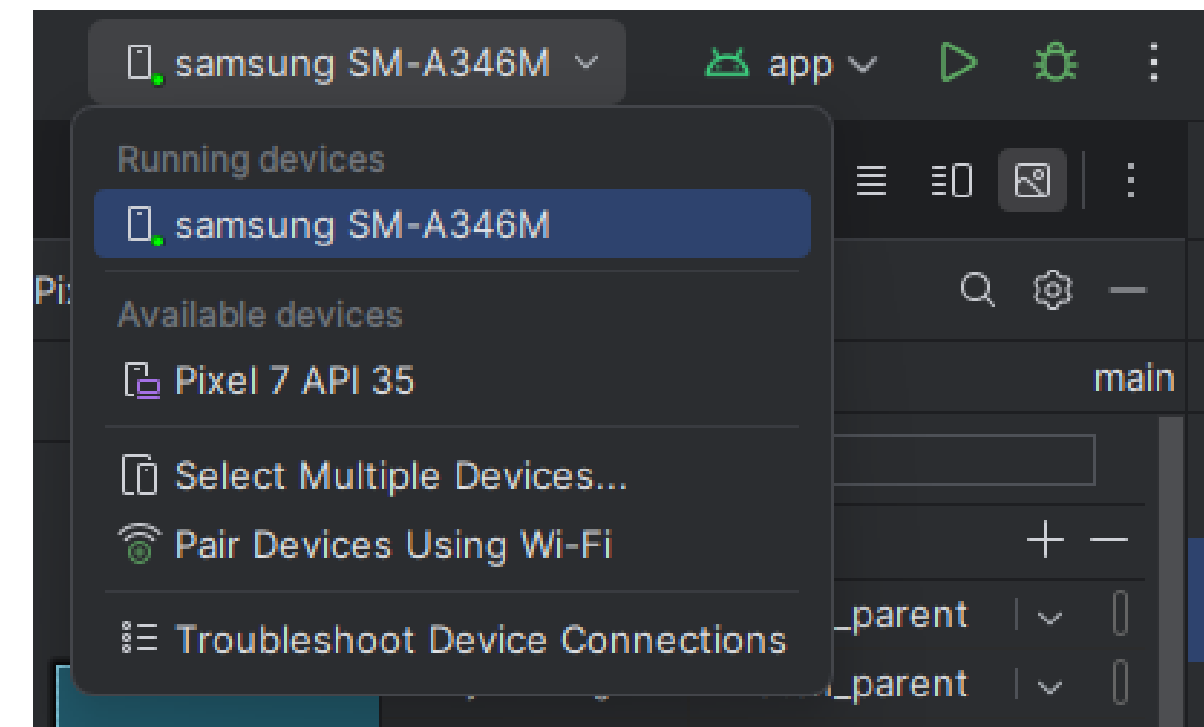 samsung SM-A346M app
Running devices
samsung SM-A346M
Pi
Available devices
Pixel 7 API 35
main
Select Multiple Devices...
Pair Devices Using Wi-Fi
Troubleshoot Device Connections
_parent
_parent